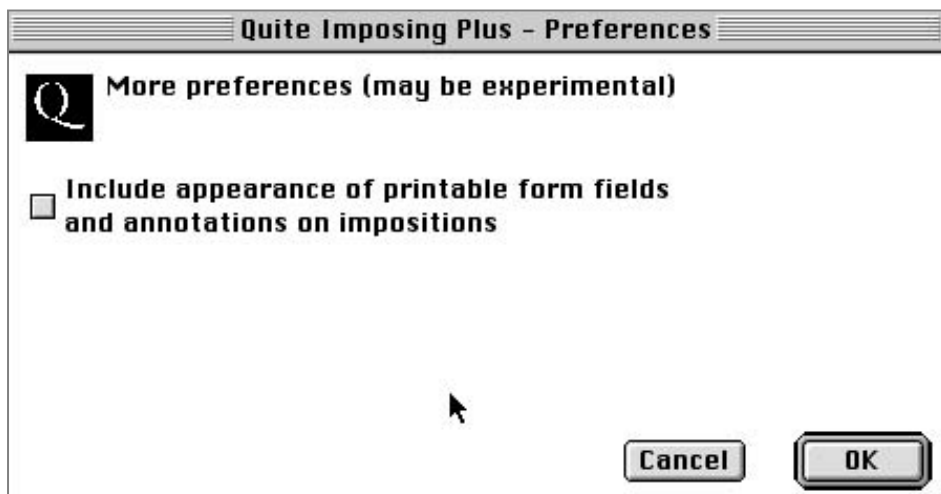 Quite Imposing Plus - Preferences
Q
More preferences (may be experimental)
Include appearance of printable form fields
and annotations on impositions
Cancel
OK